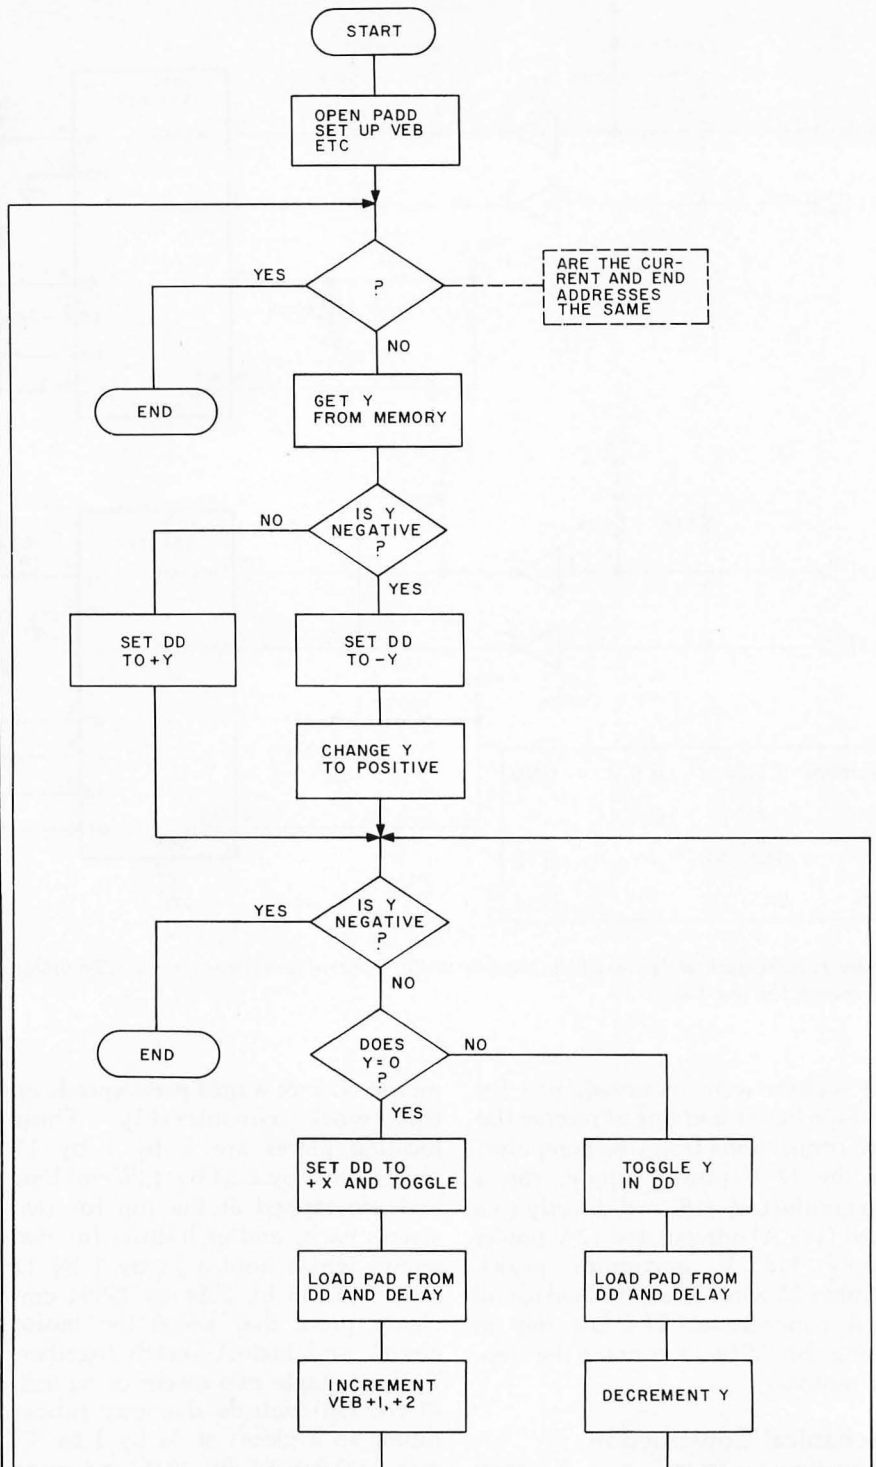 START
OPEN PADD
SET UP VEB
ETC
YES
?
ARE THE CUR-
RENT AND END
ADDRESSES
THE SAME
NO
END
GET Y
FROM MEMORY
NO
IS Y
NEGATIVE
?
YES
SET DD
TO +Y
SET DD
TO -Y
CHANGE Y
TO POSITIVE
YES
IS Y
NEGATIVE
?
NO
END
DOES
Y=0
?
NO
YES
SET DD TO
+X AND TOGGLE
TOGGLE Y
IN DD
LOAD PAD FROM
DD AND DELAY
LOAD PAD FROM
DD AND DELAY
INCREMENT
VEB+1,+2
DECREMENT Y